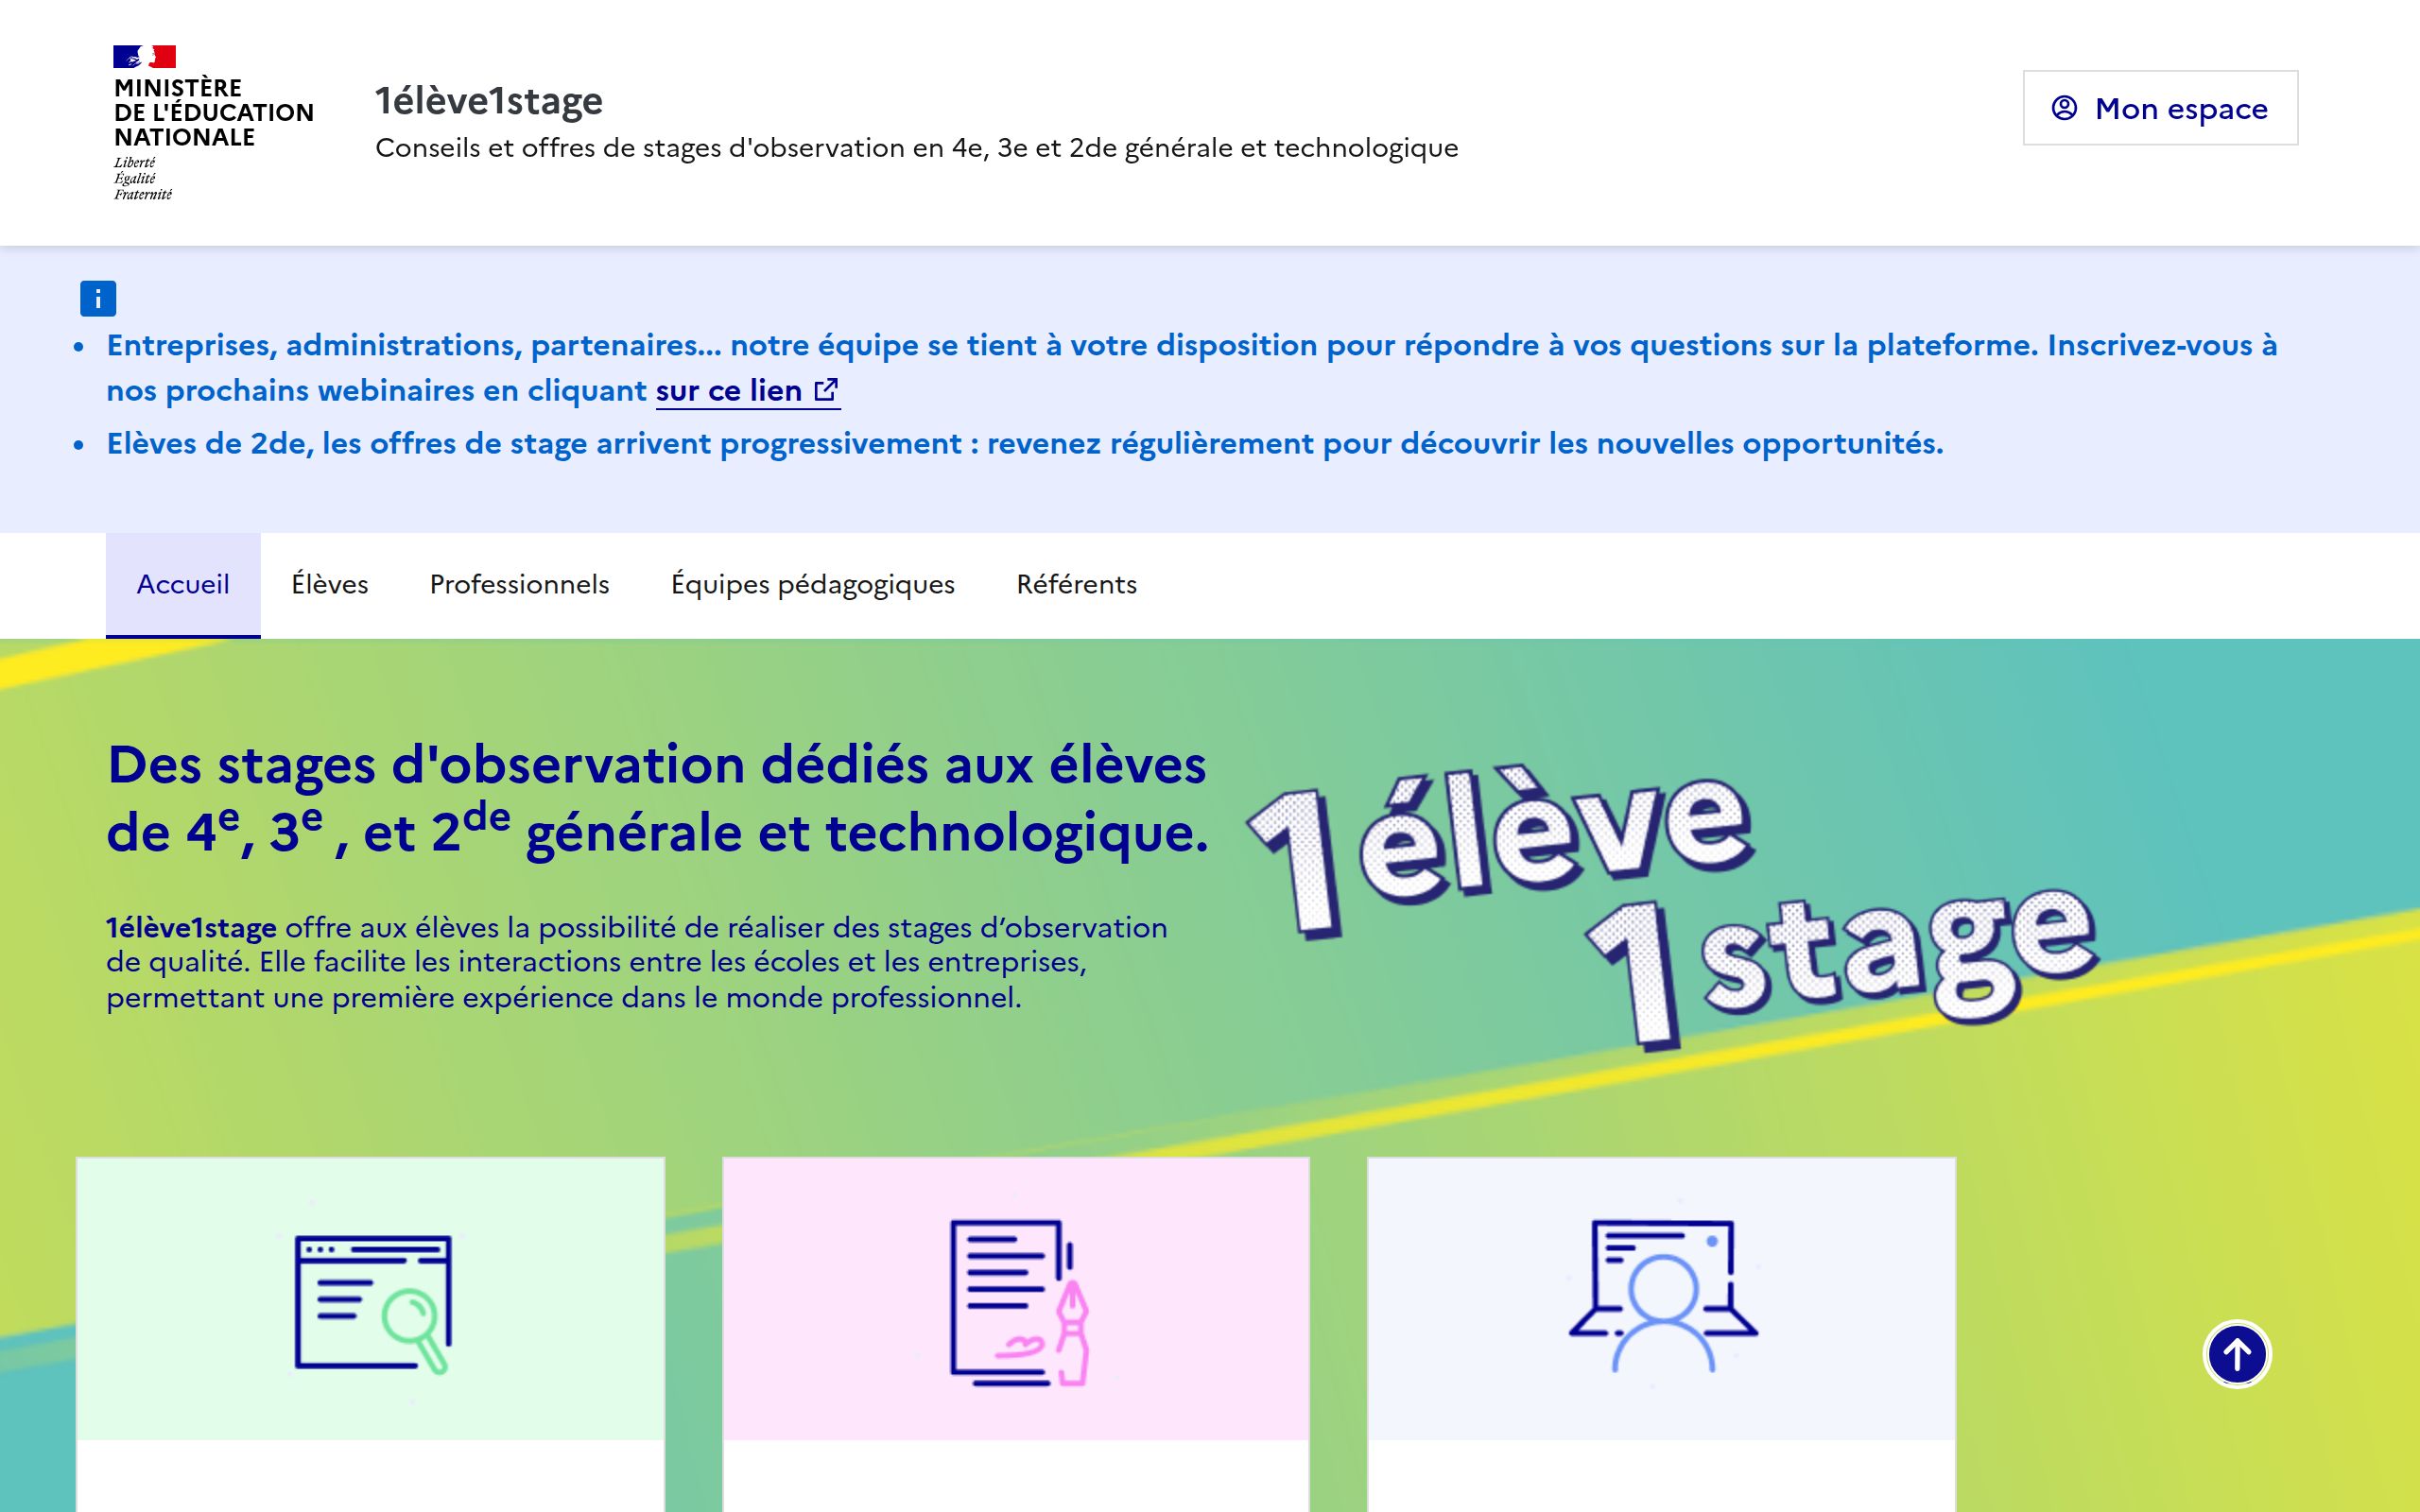 MINISTÈRE
DE L'ÉDUCATION
NATIONALE
Liberté
Égalité
Fraternité
1élève1stage
Conseils et offres de stages d'observation en 4e, 3e et 2de générale et technologique
Mon espace
• Entreprises, administrations, partenaires... notre équipe se tient à votre disposition pour répondre à vos questions sur la plateforme. Inscrivez-vous à
nos prochains webinaires en cliquant sur ce lien
• Elèves de 2de, les offres de stage arrivent progressivement : revenez régulièrement pour découvrir les nouvelles opportunités.
Accueil Élèves Professionnels Équipes pédagogiques Référents
Des stages d'observation dédiés aux élèves
de 4e, 3e , et 2de générale et technologique.
1élève1stage offre aux élèves la possibilité de réaliser des stages d’observation
de qualité. Elle facilite les interactions entre les écoles et les entreprises,
permettant une première expérience dans le monde professionnel.
1 élève
1 stage